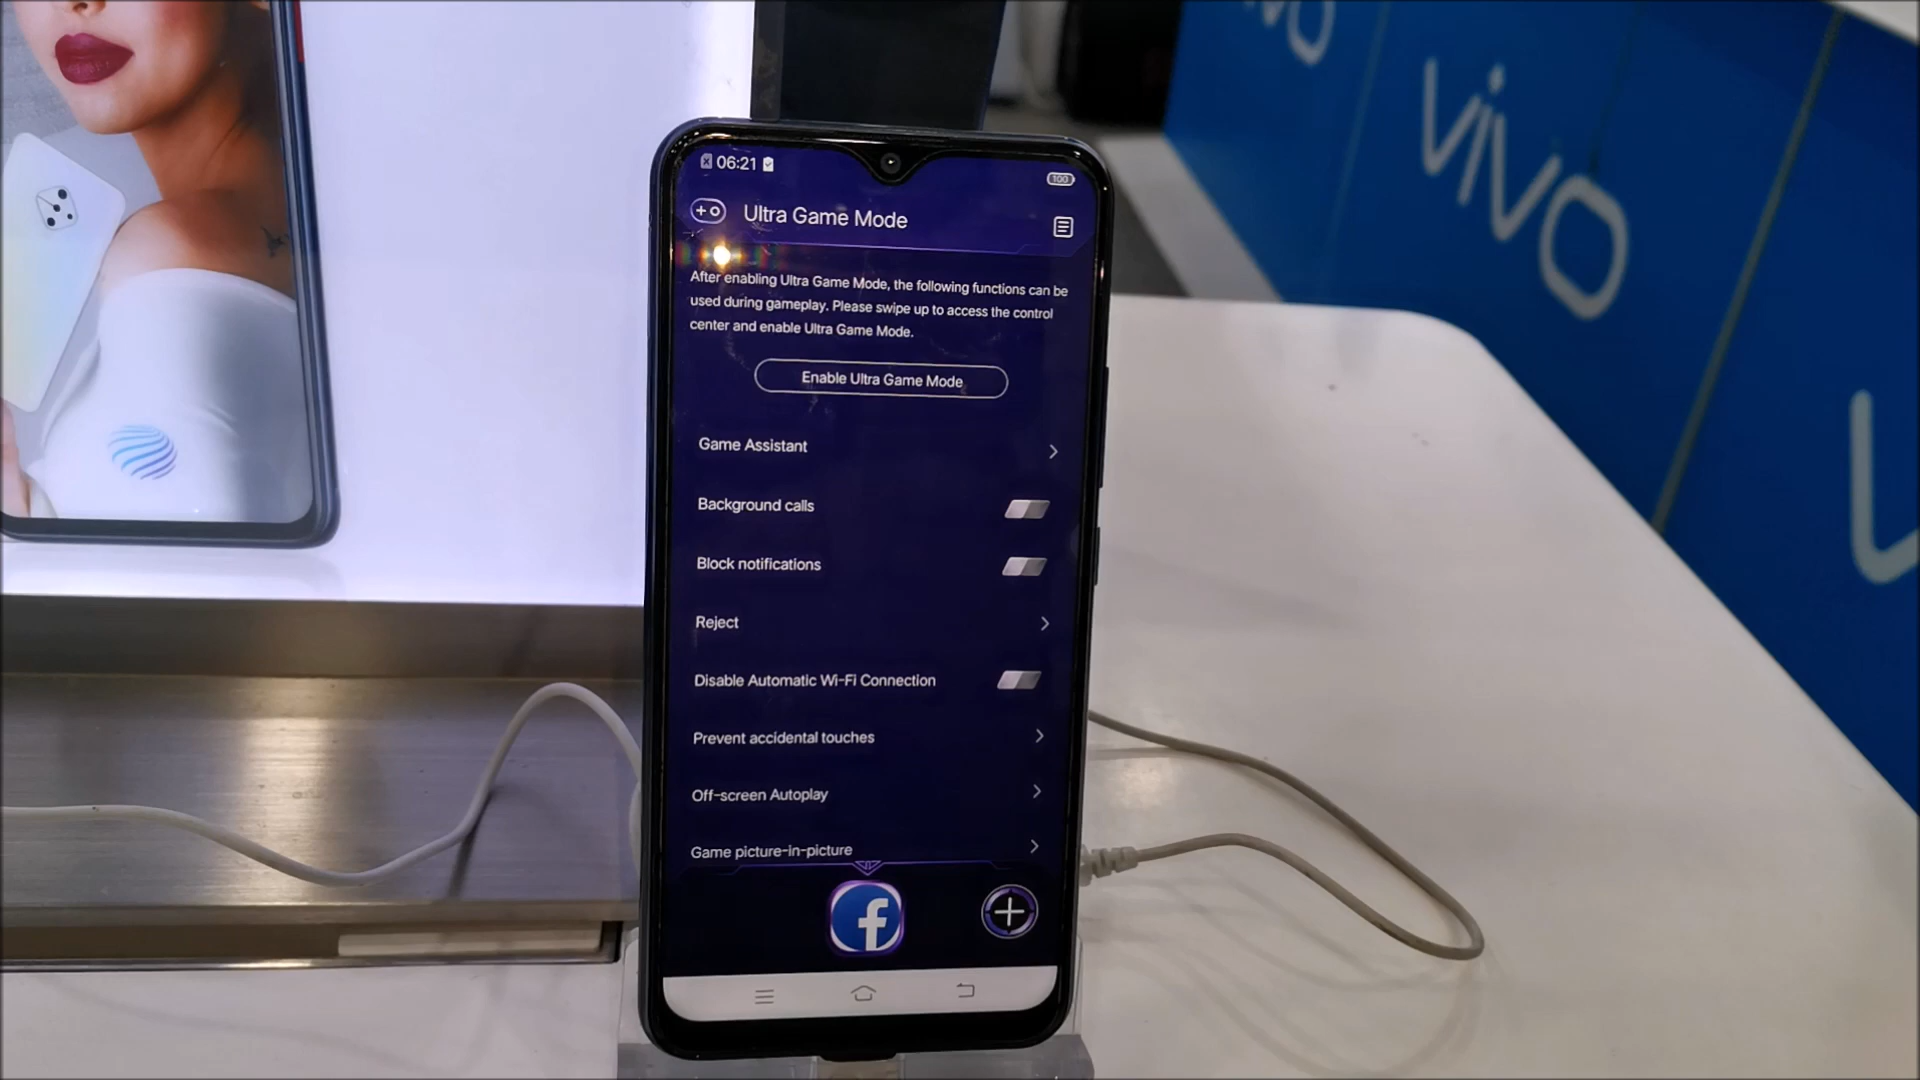 06:21
100
Ultra Game Mode
After enabling Ultra Game Mode, the following functions can be
used during gameplay. Please swipe up to access the control
center and enable Ultra Game Mode.
Enable Ultra Game Mode
Game Assistant
Background calls
Block notifications
Reject
Disable Automatic Wi-Fi Connection
Prevent accidental touches
Off-screen Autoplay
Game picture-in-picture
f
vivo
vivo
v